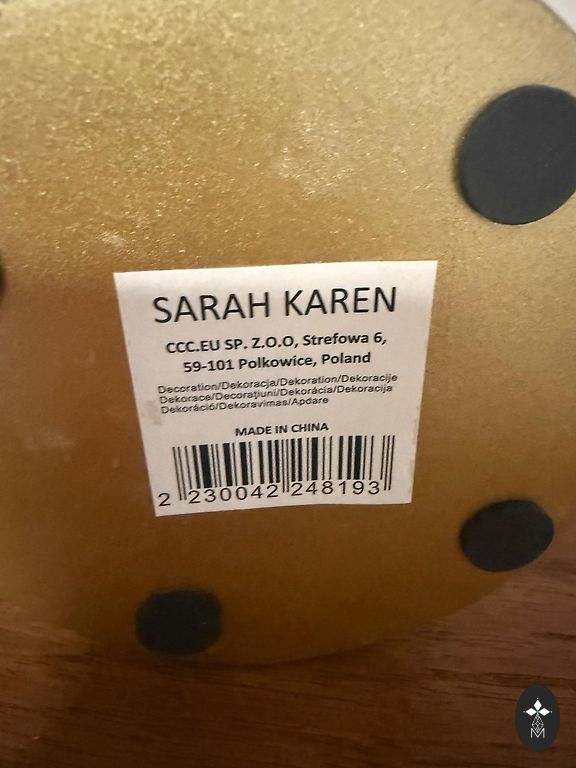 SARAH KAREN
CCC.EU SP. Z.O.O, Strefowa 6,
59-101 Polkowice, Poland
Decoration/Dekoracja/Dekoration/Dekoracije
Dekorace/Decoraţiuni/Dekorácia/Dekoracija
Dekoráció/Dekoravimas/Apdare
MADE IN CHINA
2 230042 248193
M